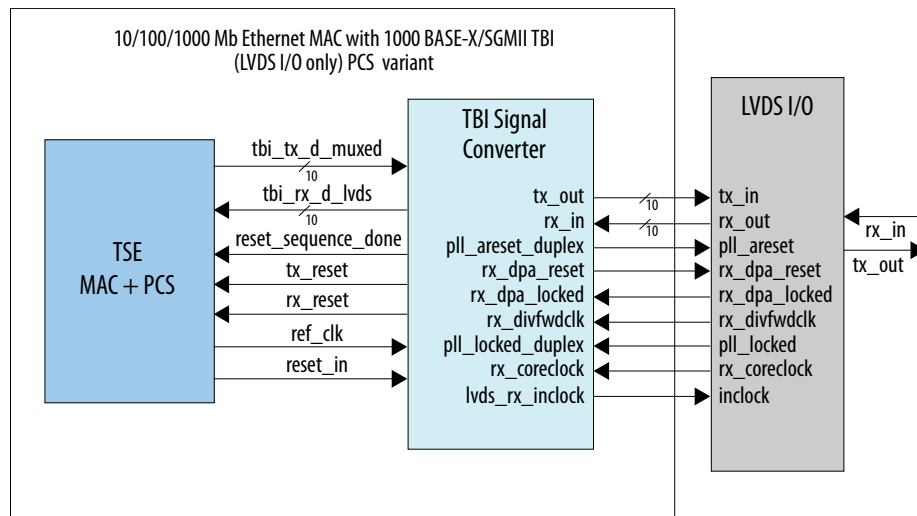 10/100/1000 Mb Ethernet MAC with 1000 BASE-X/SGMII TBI
(LVDS I/O only) PCS variant
TSE
MAC + PCS
tbi_tx_d_muxed
10
tbi_rx_d_lvds
10
reset_sequence_done
tx_reset
rx_reset
ref_clk
reset_in
TBI Signal
Converter
tx_out
rx_in
pll_areset_duplex
rx_dpa_reset
rx_dpa_locked
rx_divfwdclk
pll_locked_duplex
rx_coreclock
lvds_rx_inclock
10
10
LVDS I/O
tx_in
rx_out
pll_areset
rx_dpa_reset
rx_dpa_locked
rx_divfwdclk
pll_locked
rx_coreclock
inclock
rx_in
tx_out